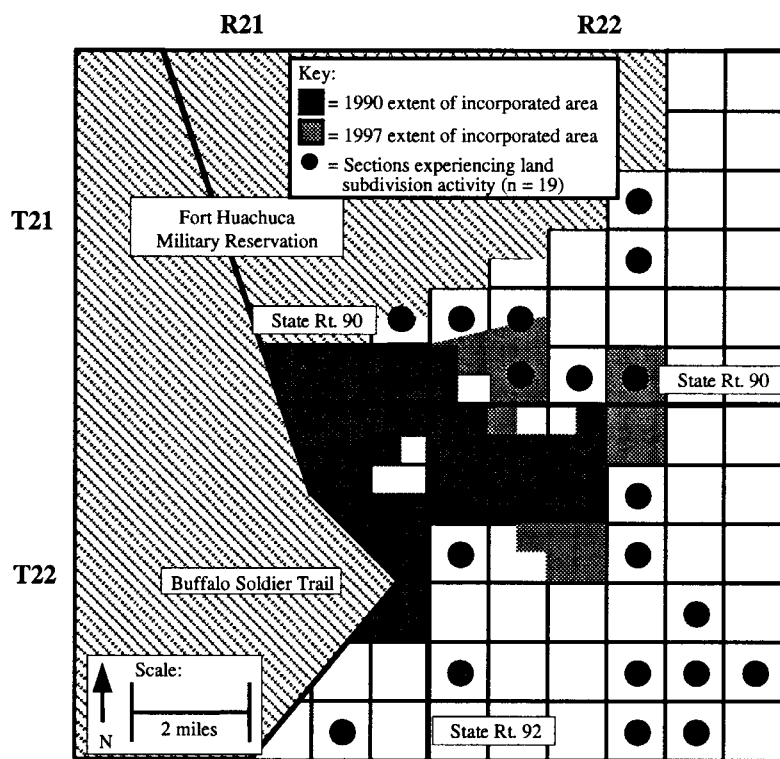 R21
R22
Key:
= 1990 extent of incorporated area
= 1997 extent of incorporated area
= Sections experiencing land
subdivision activity (n = 19)
T21
Fort Huachuca
Military Reservation
State Rt. 90
State Rt. 90
T22
Buffalo Soldier Trail
Scale:
2 miles
N
State Rt. 92